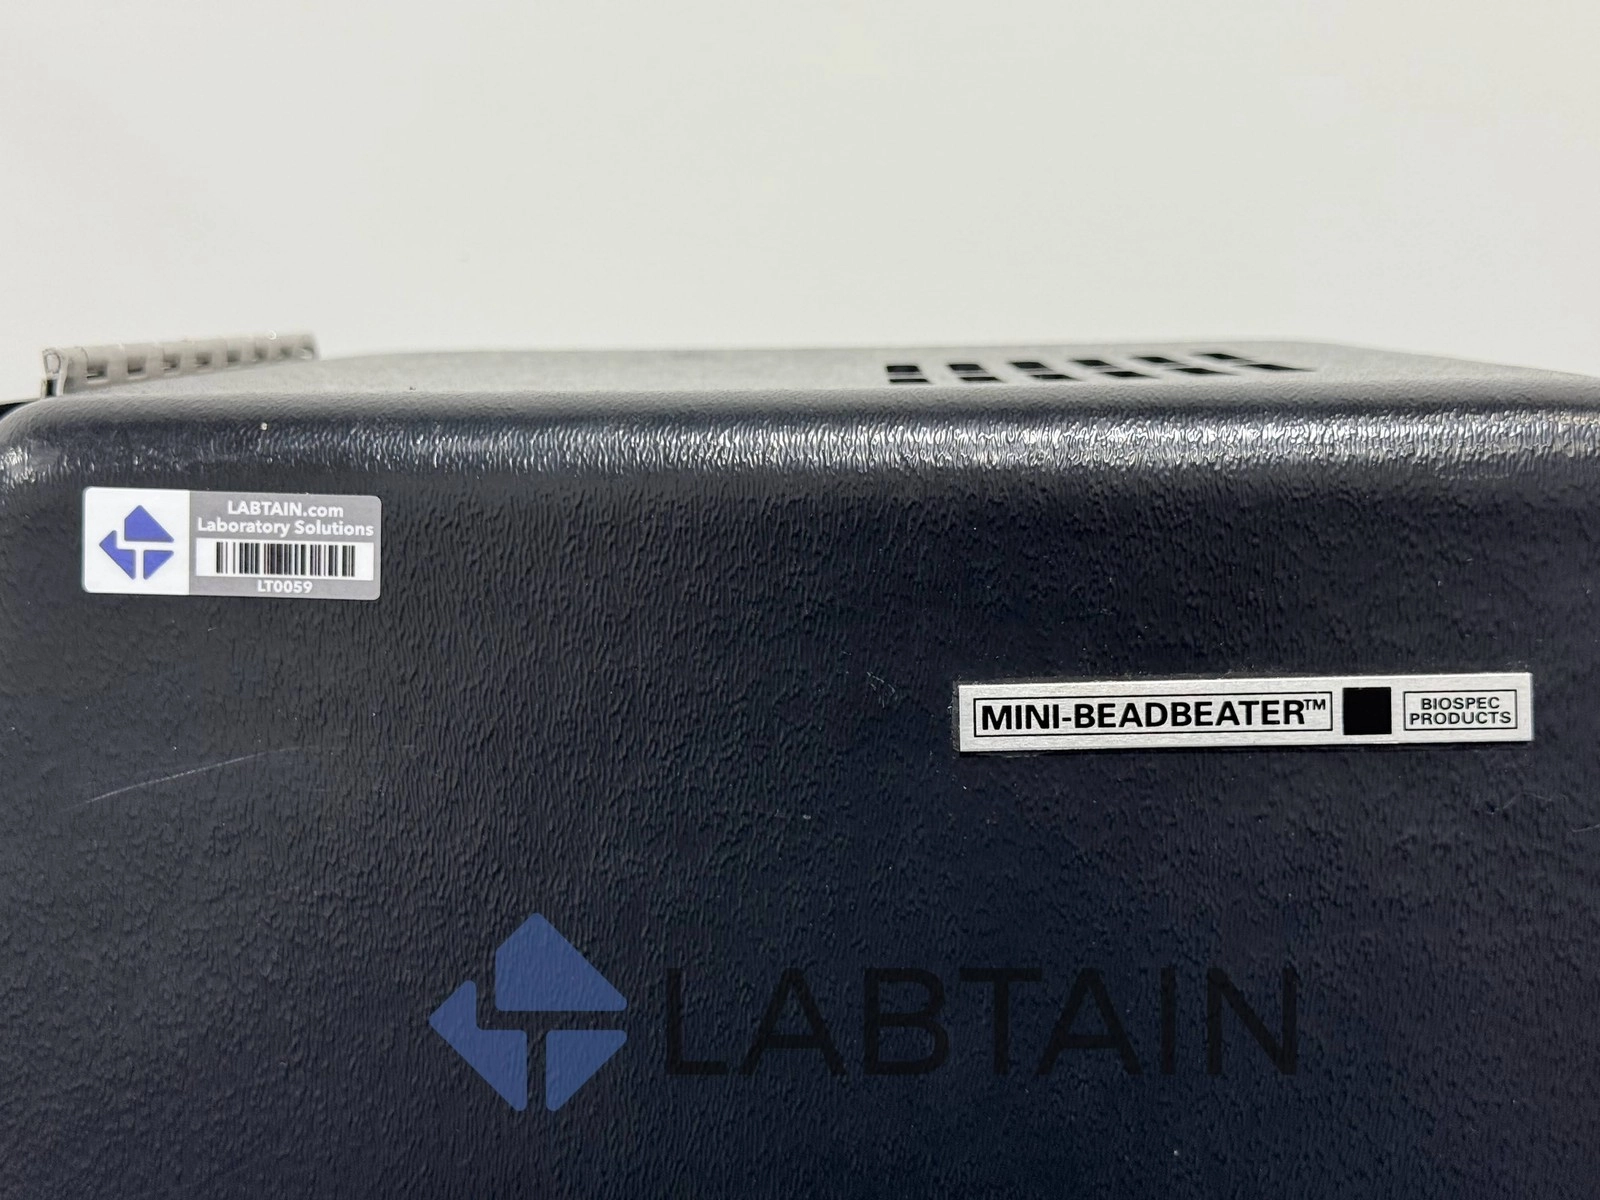 LABTAIN.com
Laboratory Solutions
LT0059
MINI-BEADBEATER™
BIOSPEC
PRODUCTS
LABTAIN